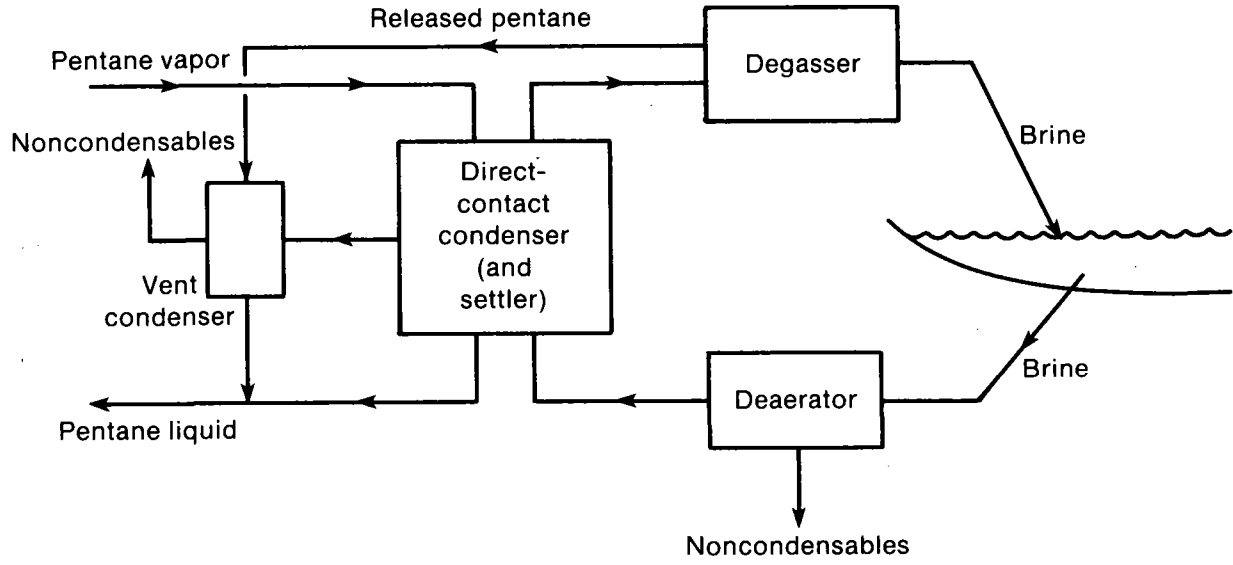 Released pentane
Pentane vapor
Degasser
Noncondensables
Brine
Direct-
contact
condenser
(and
settler)
Vent
condenser
Brine
Deaerator
Pentane liquid
Noncondensables